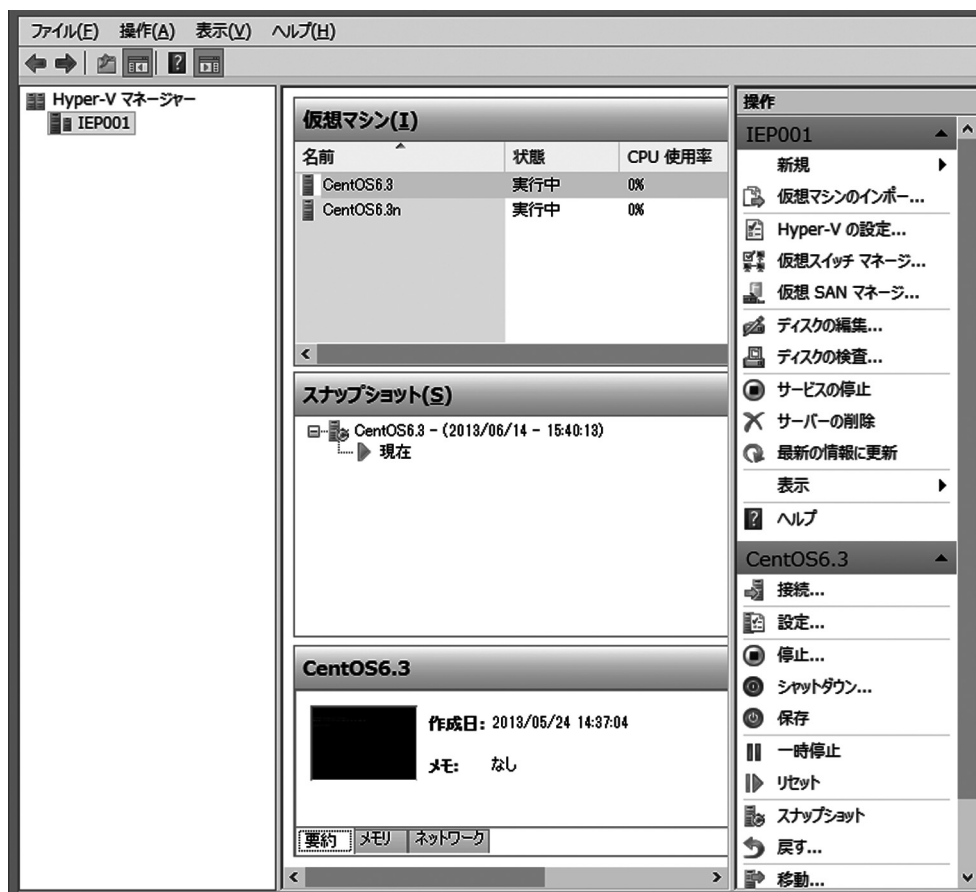 ファイル(F) 操作(A) 表示(V) ヘルプ(H)
Hyper-V マネージャー
IEP001
仮想マシン(I)
名前 状態 CPU 使用率
CentOS6.3 実行中 0%
CentOS6.3n 実行中 0%
スナップショット(S)
CentOS6.3 - (2013/06/14 - 15:40:13)
現在
CentOS6.3
作成日: 2013/05/24 14:37:04
メモ: なし
要約 メモリ ネットワーク
操作
IEP001
新規
仮想マシンのインポー...
Hyper-V の設定...
仮想スイッチ マネージ...
仮想 SAN マネージ...
ディスクの編集...
ディスクの検査...
サービスの停止
サーバーの削除
最新の情報に更新
表示
ヘルプ
CentOS6.3
接続...
設定...
停止...
シャットダウン...
保存
一時停止
リセット
スナップショット
戻す...
移動...